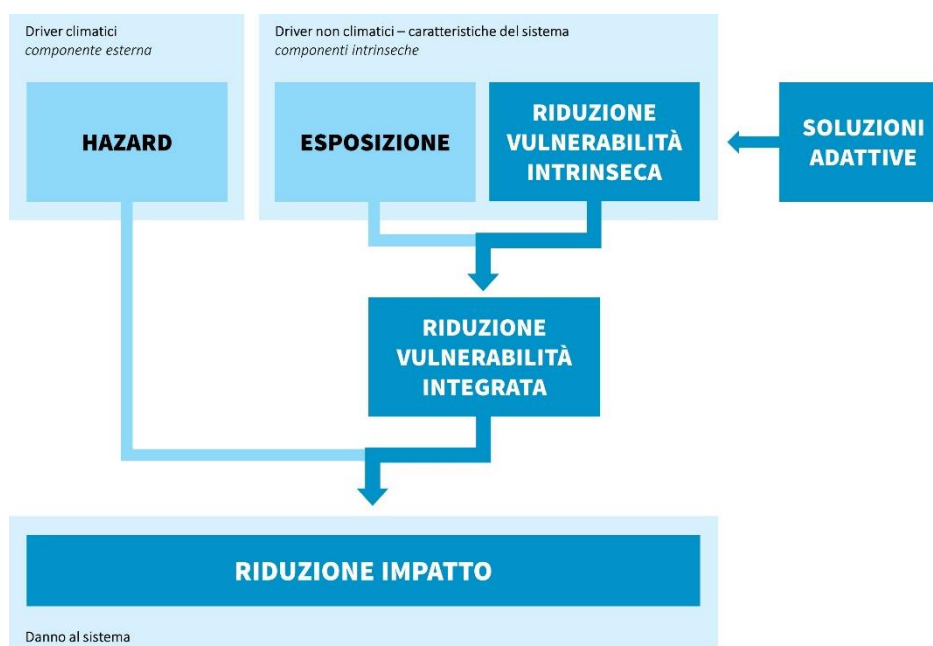 Driver climatici
componente esterna
Driver non climatici – caratteristiche del sistema
componenti intrinseche
HAZARD
ESPOSIZIONE
RIDUZIONE
VULNERABILITÀ
INTRINSECA
SOLUZIONI
ADATTIVE
RIDUZIONE
VULNERABILITÀ
INTEGRATA
RIDUZIONE IMPATTO
Danno al sistema